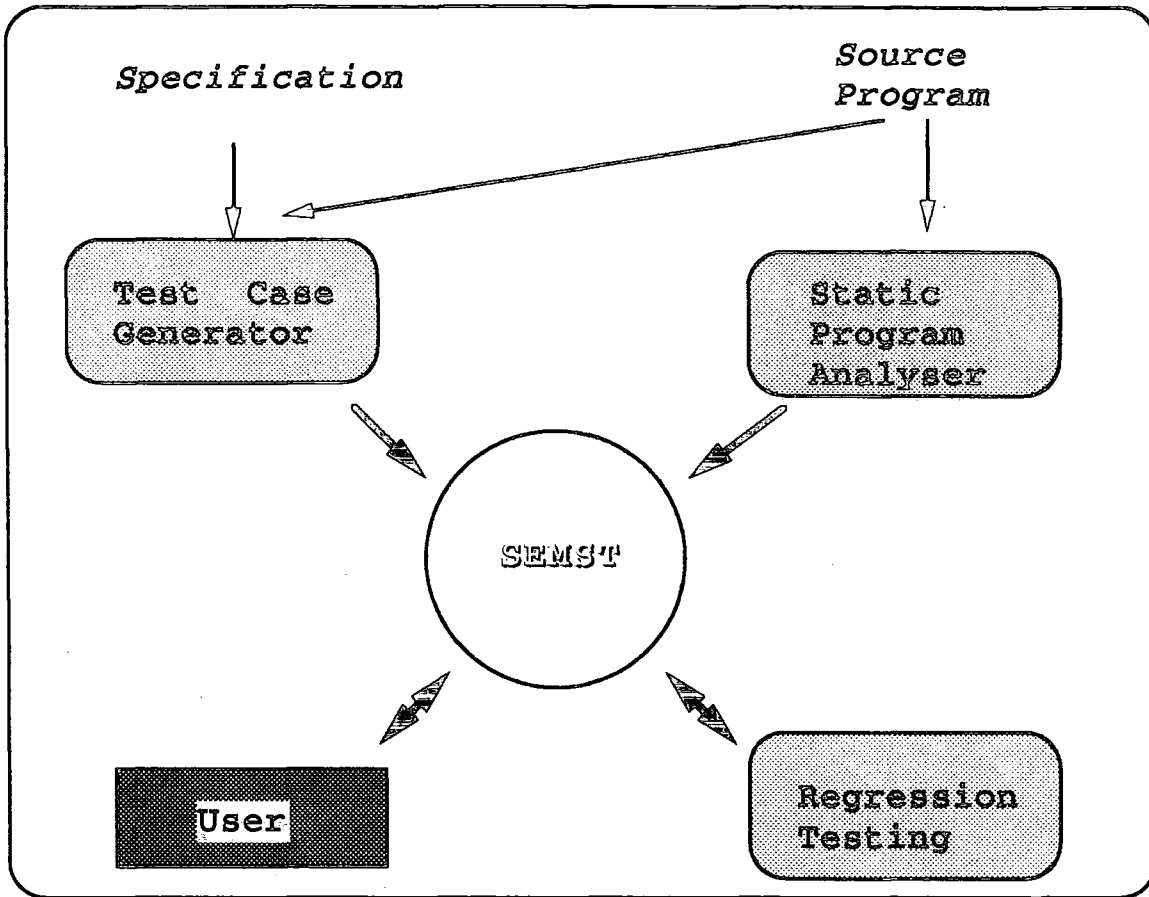 Specification
Source
Program
Test Case
Generator
Static
Program
Analyser
SEMST
User
Regression
Testing